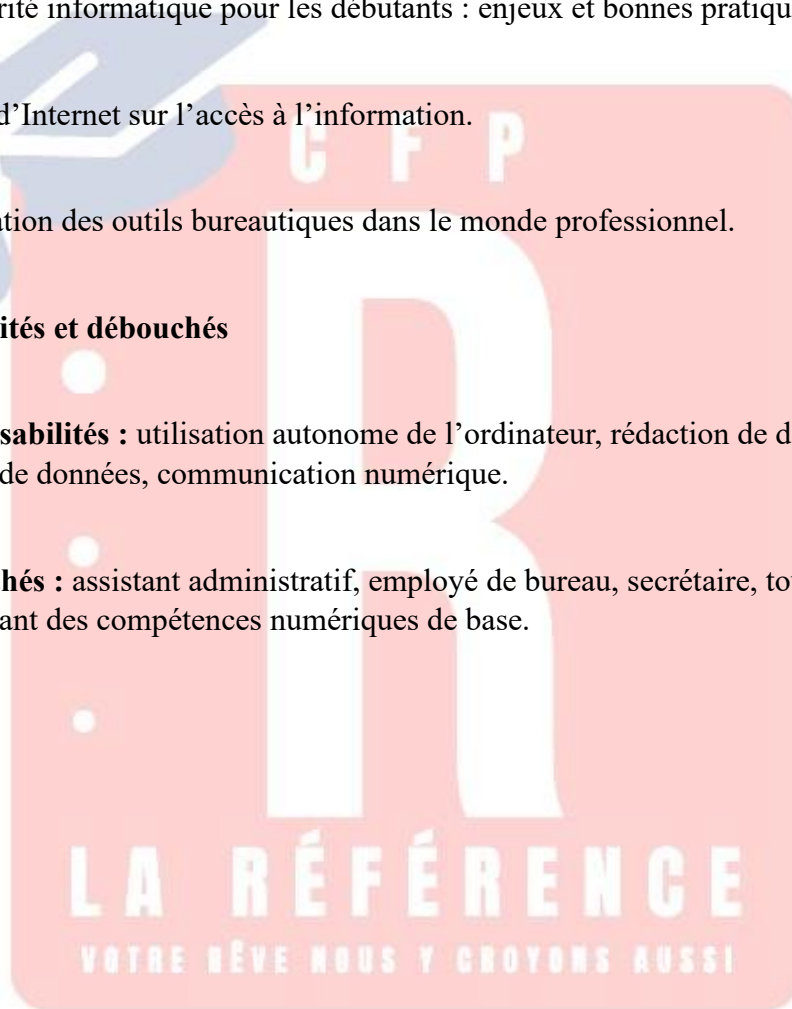 rité informatique pour les débutants : enjeux et bonnes pratiqu
d’Internet sur l’accès à l’information.
C F P
ation des outils bureautiques dans le monde professionnel.
ités et débouchés
sabilités : utilisation autonome de l’ordinateur, rédaction de d
de données, communication numérique.
R
hés : assistant administratif, employé de bureau, secrétaire, to
ant des compétences numériques de base.
LA RÉFÉRENCE
VOTRE RÊVE NOUS Y CROYONS AUSSI